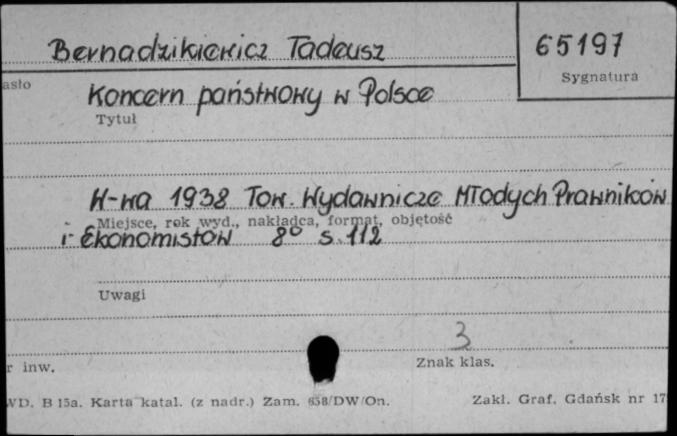 Bernadzikiewicz Tadeusz 65197
asło Sygnatura
Koncern państwowy w Polsce
Tytuł
W-wa 1938 Tow. Wydawnicze Młodych Prawników
Miejsce, rok wyd., nakładca, format, objętość
i Ekonomistów 8° s. 112
Uwagi
3
r inw. Znak klas.
WD. B 15a. Karta katal. (z nadr.) Zam. 658/DW/On. Zakł. Graf. Gdańsk nr 17